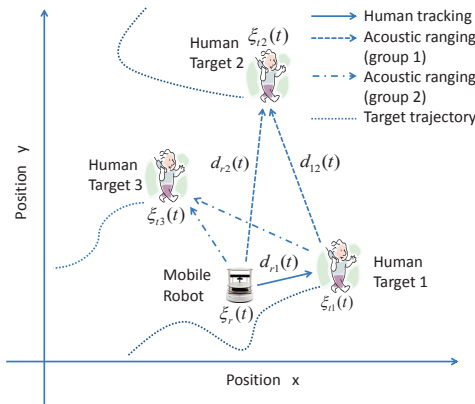 Human tracking
Acoustic ranging
(group 1)
Acoustic ranging
(group 2)
Target trajectory
Human
Target 2
ξt2(t)
dr2(t)
d12(t)
Human
Target 3
ξt3(t)
dr1(t)
Mobile
Robot
ξr(t)
Human
Target 1
ξt1(t)
Position y
Position x